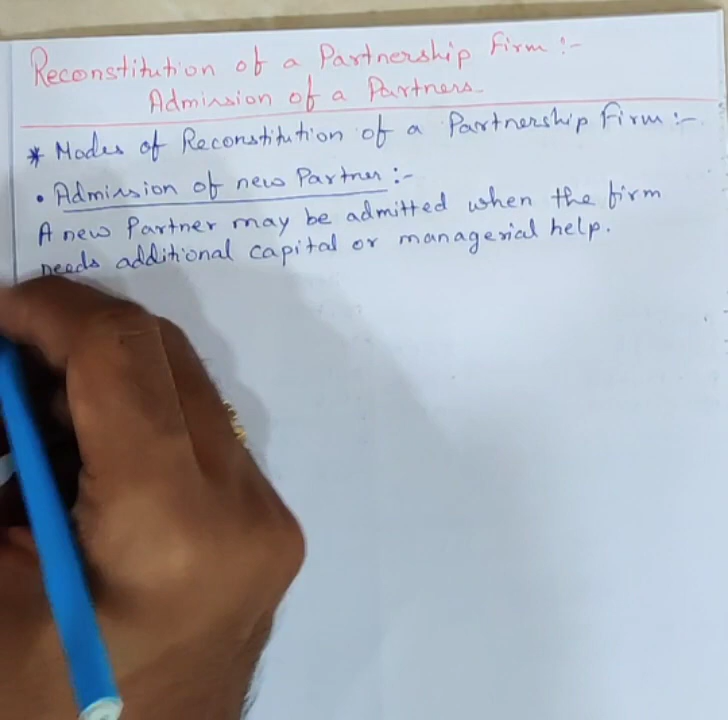 Reconstitution of a Partnership Firm :-
Admission of a Partners
* Modes of Reconstitution of a Partnership Firm :-
• Admission of new Partner :-
A new Partner may be admitted when the firm
needs additional capital or managerial help.